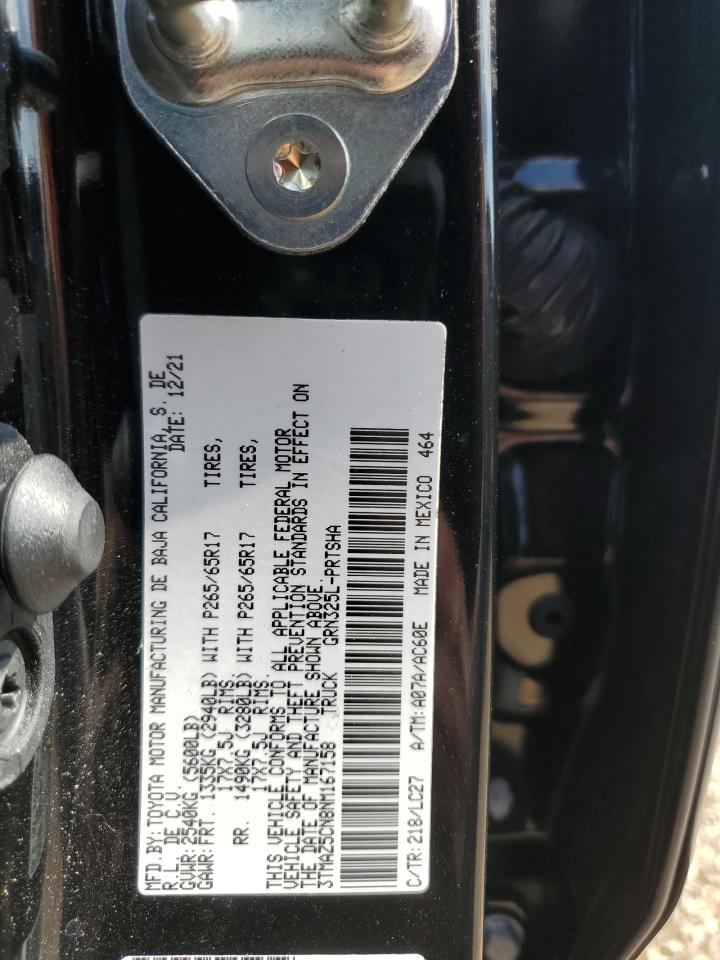 MFD.BY: TOYOTA MOTOR MANUFACTURING DE BAJA CALIFORNIA, S. DE
R.L. DE C.V. DATE: 12/21
GVWR: 2540KG (5600LB)
GAWR: FRT. 1335KG (2940LB) WITH P265/65R17 TIRES,
17X7.5J RIMS.
RR. 1490KG (3280LB) WITH P265/65R17 TIRES,
17X7.5J RIMS.
THIS VEHICLE CONFORMS TO ALL APPLICABLE FEDERAL MOTOR
VEHICLE SAFETY AND THEFT PREVENTION STANDARDS IN EFFECT ON
THE DATE OF MANUFACTURE SHOWN ABOVE.
3TMAZ5CN8NM167158 TRUCK GRN325L-PRTSHA
C/TR: 218/LC27 A/TM: A07A/AC60E MADE IN MEXICO 464